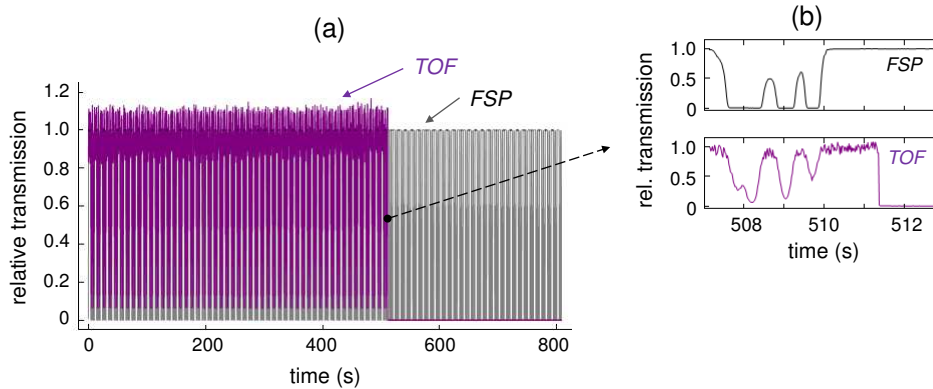 (a)
TOF
FSP
1.2
1.0
0.8
0.6
0.4
0.2
0
relative transmission
0 200 400 600 800
time (s)
(b)
1.0
0.5
0
FSP
1.0
0.5
0
TOF
rel. transmission
508 510 512
time (s)